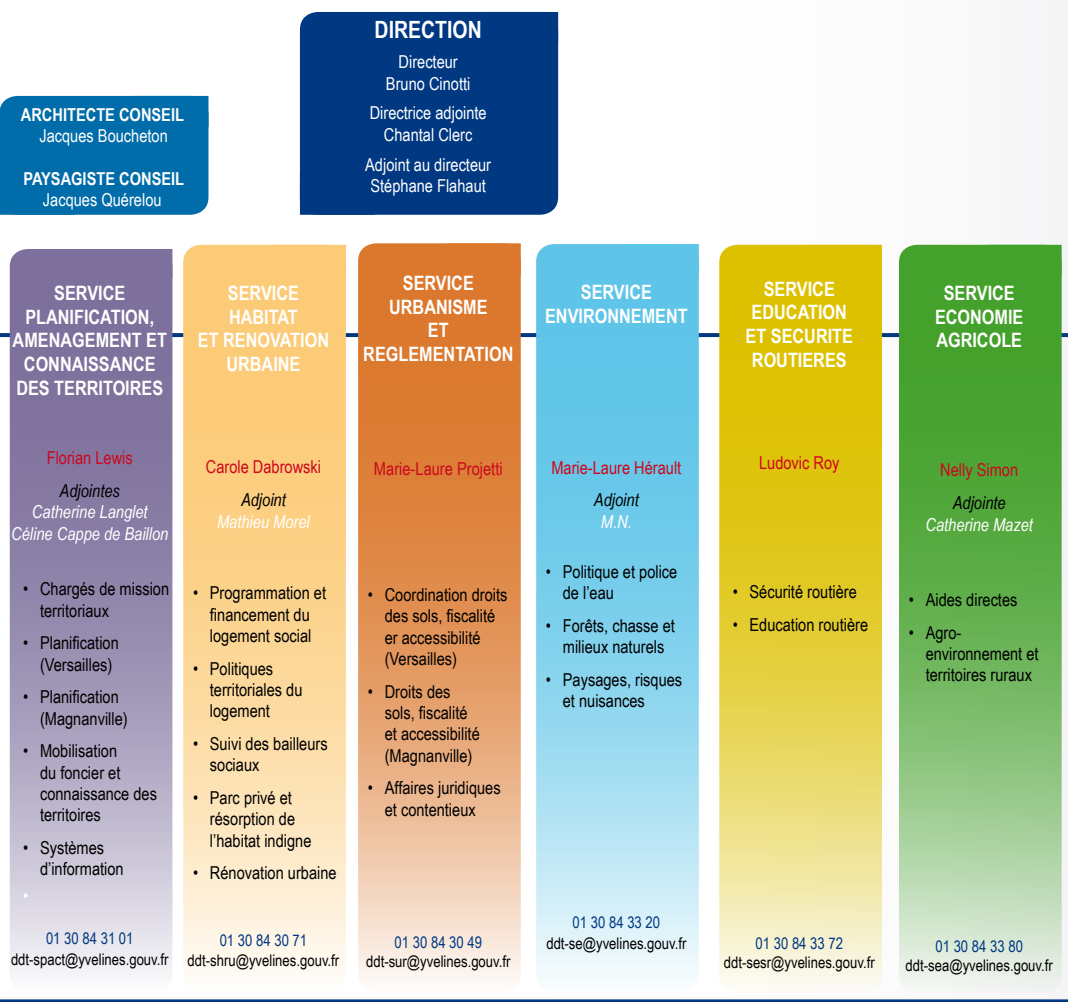 DIRECTION
Directeur
Bruno Cinotti
Directrice adjointe
Chantal Clerc
Adjoint au directeur
Stéphane Flahaut
ARCHITECTE CONSEIL
Jacques Boucheton
PAYSAGISTE CONSEIL
Jacques Quérelou
SERVICE
PLANIFICATION,
AMENAGEMENT ET
CONNAISSANCE
DES TERRITOIRES
Florian Lewis
Adjointes
Catherine Langlet
Céline Cappe de Baillon
• Chargés de mission
territoriaux
• Planification
(Versailles)
• Planification
(Magnanville)
• Mobilisation
du foncier et
connaissance des
territoires
• Systèmes
d'information
•
01 30 84 31 01
ddt-spact@yvelines.gouv.fr
SERVICE
HABITAT
ET RENOVATION
URBAINE
Carole Dabrowski
Adjoint
Mathieu Morel
• Programmation et
financement du
logement social
• Politiques
territoriales du
logement
• Suivi des bailleurs
sociaux
• Parc privé et
résorption de
l'habitat indigne
• Rénovation urbaine
01 30 84 30 71
ddt-shru@yvelines.gouv.fr
SERVICE
URBANISME
ET
REGLEMENTATION
Marie-Laure Projetti
• Coordination droits
des sols, fiscalité
er accessibilité
(Versailles)
• Droits des
sols, fiscalité
et accessibilité
(Magnanville)
• Affaires juridiques
et contentieux
01 30 84 30 49
ddt-sur@yvelines.gouv.fr
SERVICE
ENVIRONNEMENT
Marie-Laure Hérault
Adjoint
M.N.
• Politique et police
de l'eau
• Forêts, chasse et
milieux naturels
• Paysages, risques
et nuisances
01 30 84 33 20
ddt-se@yvelines.gouv.fr
SERVICE
EDUCATION
ET SECURITE
ROUTIERES
Ludovic Roy
• Sécurité routière
• Education routière
01 30 84 33 72
ddt-sesr@yvelines.gouv.fr
SERVICE
ECONOMIE
AGRICOLE
Nelly Simon
Adjointe
Catherine Mazet
• Aides directes
• Agro-
environnement et
territoires ruraux
01 30 84 33 80
ddt-sea@yvelines.gouv.fr